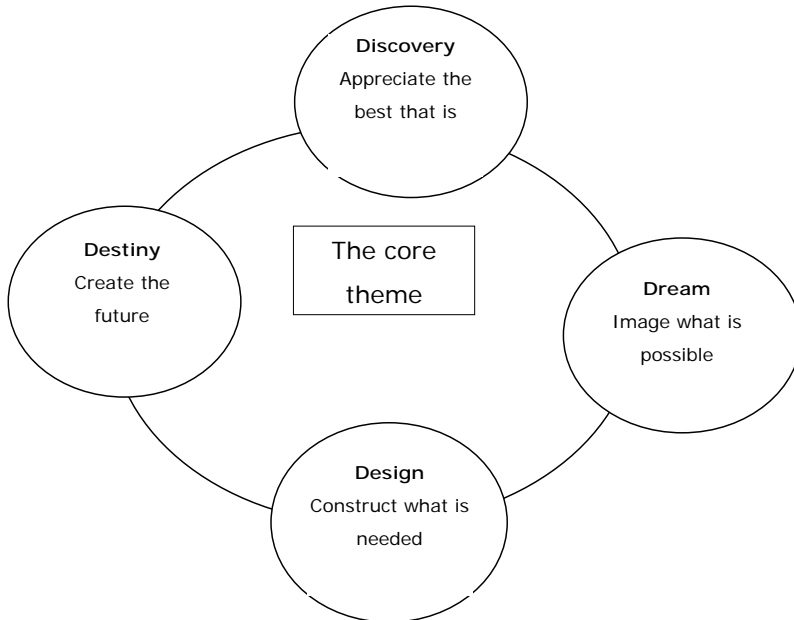 Discovery
Appreciate the
best that is
Destiny
Create the
future
The core
theme
Dream
Image what is
possible
Design
Construct what is
needed